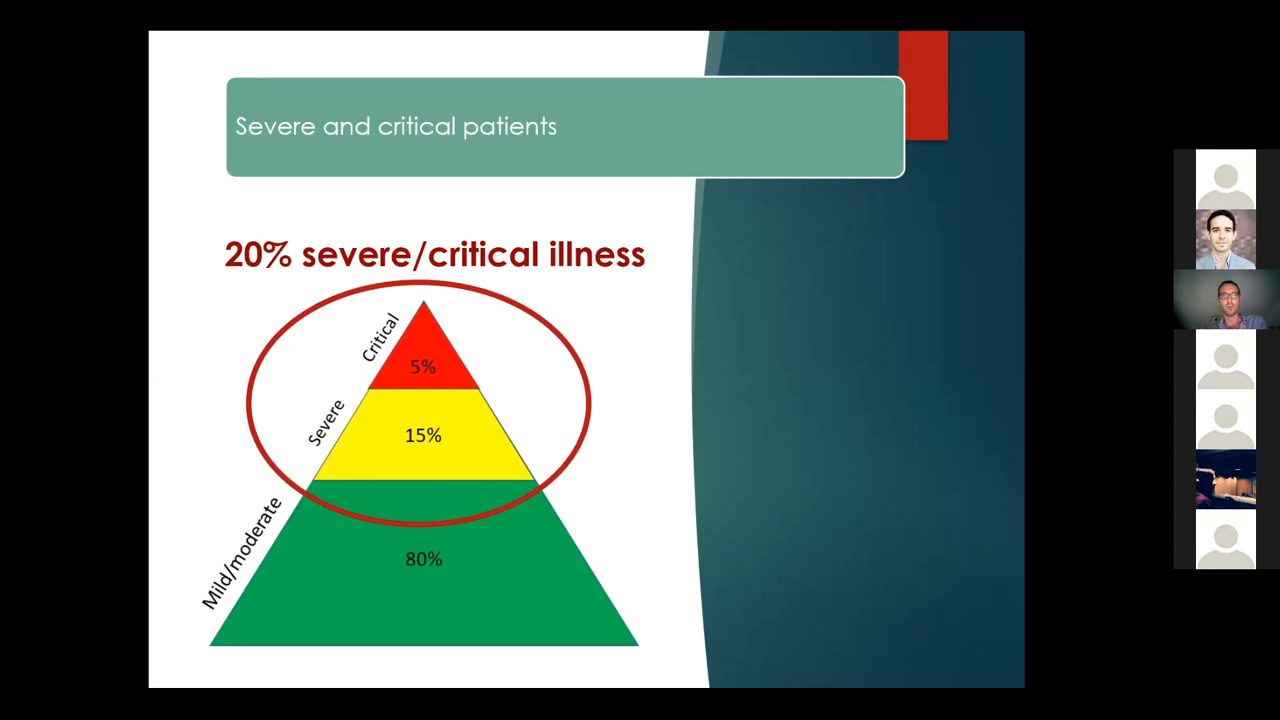 Severe and critical patients
20% severe/critical illness
Critical
5%
Severe
15%
Mild/moderate
80%